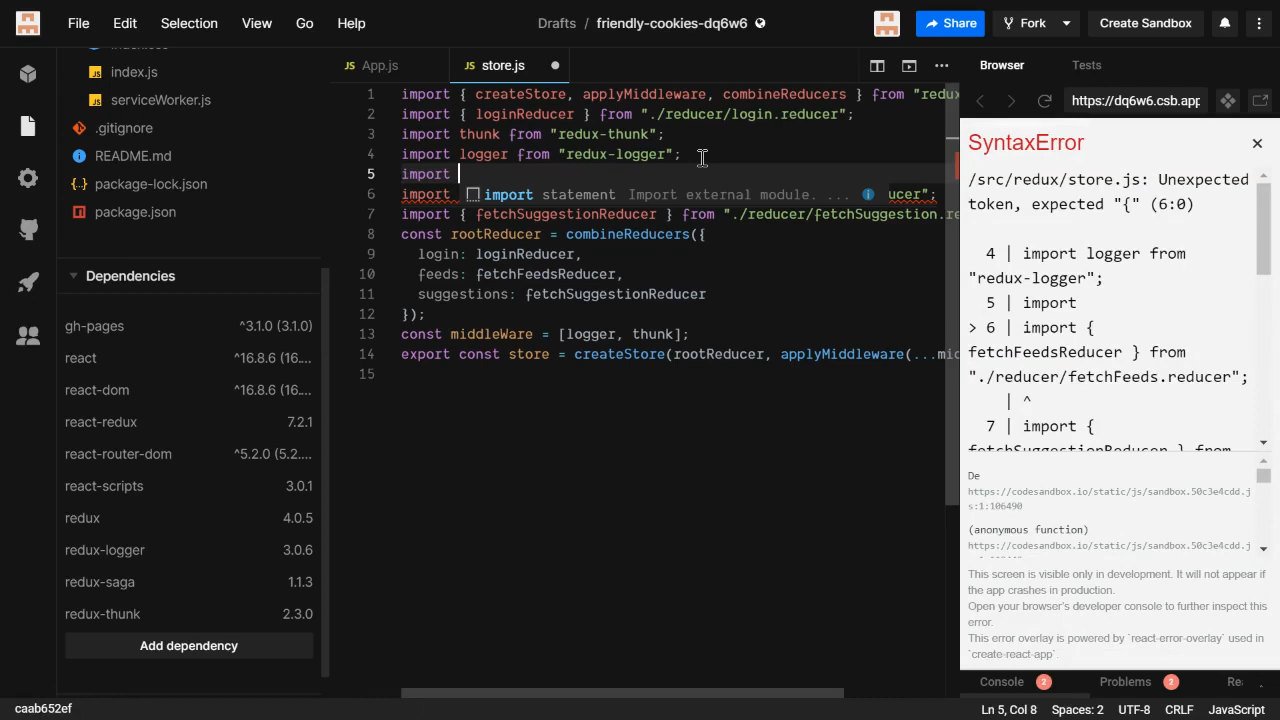 File Edit Selection View Go Help
Drafts / friendly-cookies-dq6w6
Share
Fork
Create Sandbox
index.js
serviceWorker.js
.gitignore
README.md
package-lock.json
package.json
Dependencies
gh-pages ^3.1.0 (3.1.0)
react ^16.8.6 (16....
react-dom ^16.8.6 (16....
react-redux 7.2.1
react-router-dom ^5.2.0 (5.2....
react-scripts 3.0.1
redux 4.0.5
redux-logger 3.0.6
redux-saga 1.1.3
redux-thunk 2.3.0
Add dependency
caab652ef
JS App.js
JS store.js
1 import { createStore, applyMiddleware, combineReducers } from "redux
2 import { loginReducer } from "./reducer/login.reducer";
3 import thunk from "redux-thunk";
4 import logger from "redux-logger";
5 import
6 import ucer";
import statement Import external module. ...
7 import { fetchSuggestionReducer } from "./reducer/fetchSuggestion.re
8 const rootReducer = combineReducers({
9 login: loginReducer,
10 feeds: fetchFeedsReducer,
11 suggestions: fetchSuggestionReducer
12 });
13 const middleWare = [logger, thunk];
14 export const store = createStore(rootReducer, applyMiddleware(...mid
15
Browser Tests
https://dq6w6.csb.app
SyntaxError
/src/redux/store.js: Unexpected
token, expected "{" (6:0)
4 | import logger from
"redux-logger";
5 | import
> 6 | import {
fetchFeedsReducer } from
"./reducer/fetchFeeds.reducer";
| ^
7 | import {
fetchSuggestionReducer } from
De
https://codesandbox.io/static/js/sandbox.50c3e4cdd.j
s:1:106490
(anonymous function)
https://codesandbox.io/static/js/sandbox.50c3e4cdd.j
This screen is visible only in development. It will not appear if
the app crashes in production.
Open your browser's developer console to further inspect this
error.
This error overlay is powered by `react-error-overlay` used in
`create-react-app`.
Console 2 Problems 2
Ln 5, Col 8 Spaces: 2 UTF-8 CRLF JavaScript